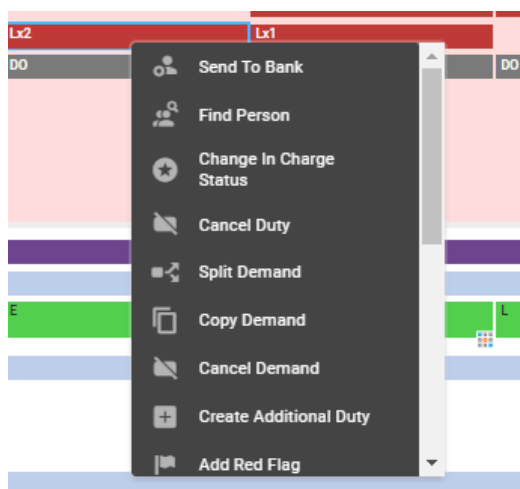 Lx2 Lx1
DO DO
Send To Bank
Find Person
Change In Charge
Status
Cancel Duty
Split Demand
E L
Copy Demand
Cancel Demand
Create Additional Duty
Add Red Flag